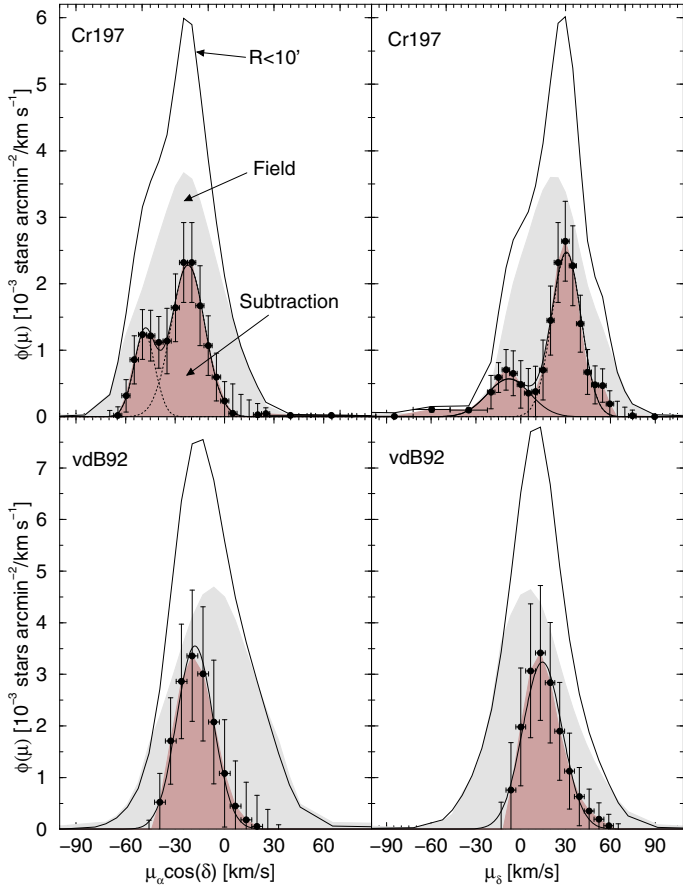 Cr197
R<10'
Field
Subtraction
Cr197
φ(μ) [10⁻³ stars arcmin⁻²/km s⁻¹]
6
5
4
3
2
1
0
vdB92
vdB92
φ(μ) [10⁻³ stars arcmin⁻²/km s⁻¹]
7
6
5
4
3
2
1
0
−90 −60 −30 0 30 60
−90 −60 −30 0 30 60 90
μαcos(δ) [km/s]
μδ [km/s]